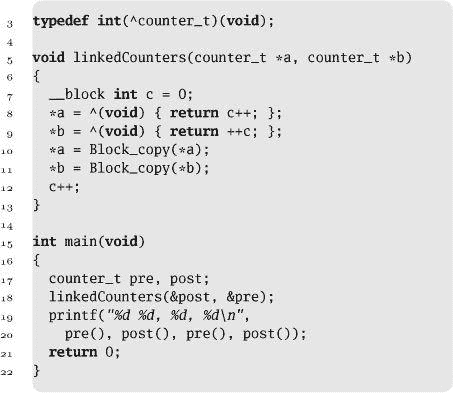 3 typedef int(^counter_t)(void);
4
5 void linkedCounters(counter_t *a, counter_t *b)
6 {
7 __block int c = 0;
8 *a = ^(void) { return c++; };
9 *b = ^(void) { return ++c; };
10 *a = Block_copy(*a);
11 *b = Block_copy(*b);
12 c++;
13 }
14
15 int main(void)
16 {
17 counter_t pre, post;
18 linkedCounters(&post, &pre);
19 printf("%d %d, %d, %d\n",
20 pre(), post(), pre(), post());
21 return 0;
22 }